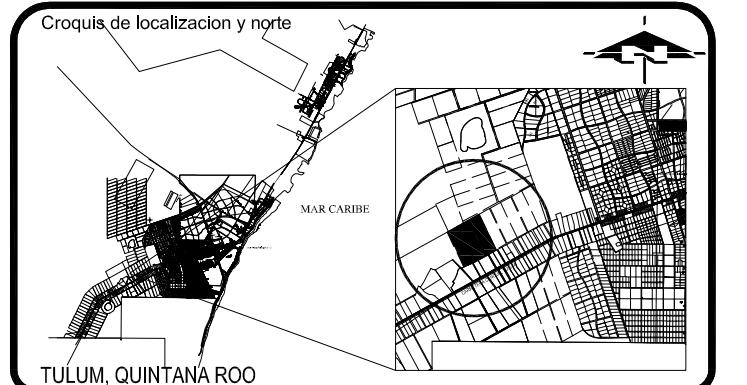 Croquis de localizacion y norte
N
MAR CARIBE
TULUM, QUINTANA ROO